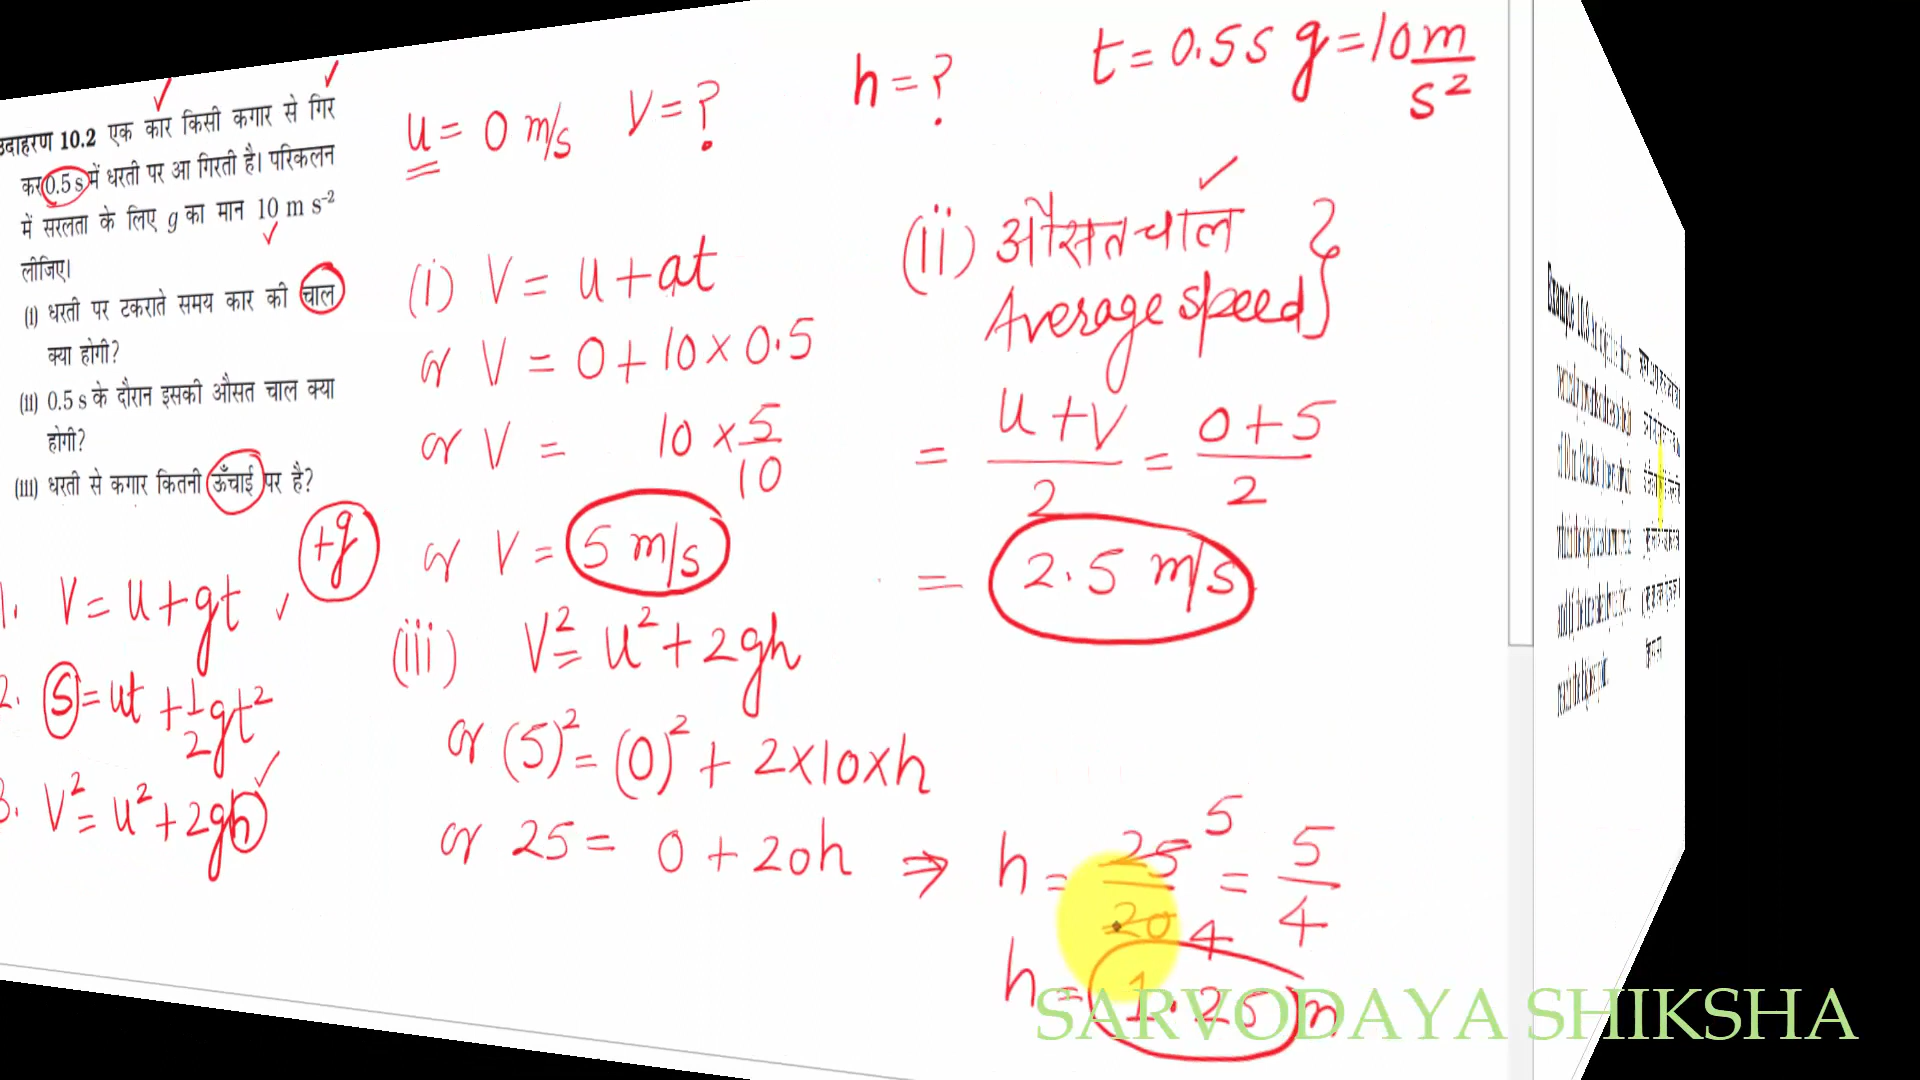 उदाहरण 10.2 एक कार किसी कगार से गिर
कर 0.5 s में धरती पर आ गिरती है। परिकलन
में सरलता के लिए g का मान 10 m s⁻²
लीजिए।
(i) धरती पर टकराते समय कार की चाल
क्या होगी?
(ii) 0.5 s के दौरान इसकी औसत चाल क्या
होगी?
(iii) धरती से कगार कितनी ऊँचाई पर है?
+g
1. V = u + gt
2. S = ut + 1/2 gt²
3. V² = u² + 2gh
u = 0 m/s V = ? h = ? t = 0.5 s g = 10 m/s²
(i) V = u + at
or V = 0 + 10 × 0.5
or V = 10 × 5/10
or V = 5 m/s
(ii) औसत चाल
Average speed
= (u + V)/2 = (0 + 5)/2
= 2.5 m/s
(iii) V² = u² + 2gh
or (5)² = (0)² + 2×10×h
or 25 = 0 + 20h ⇒ h = 25/20 5 4 = 5/4
h = 1.25 m
SARVODAYA SHIKSHA